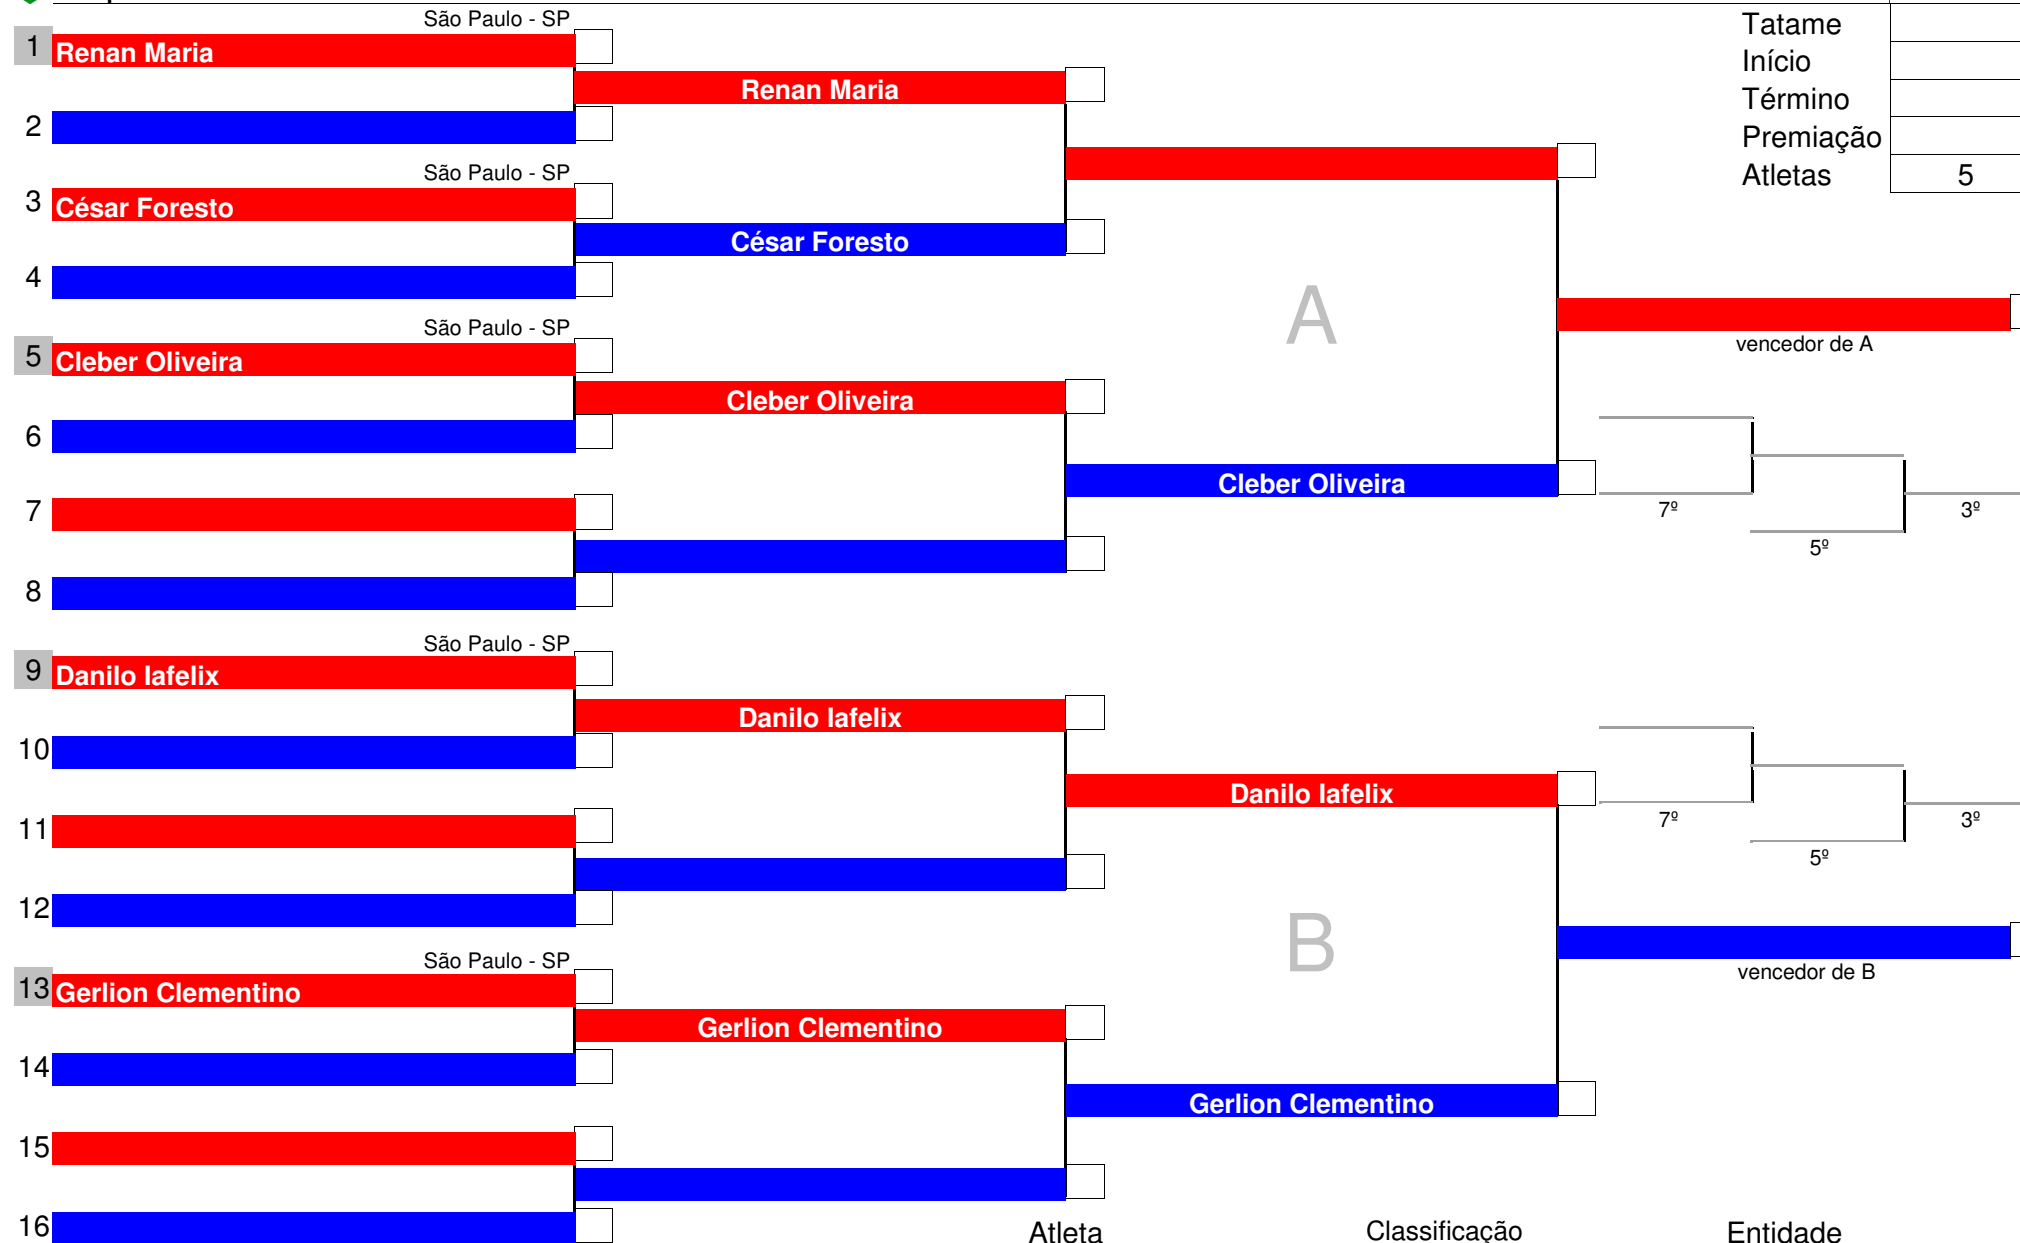 São Paulo - SP
Tatame
1 Renan Maria
Início
Renan Maria
Término
2
Premiação
São Paulo - SP
Atletas 5
3 César Foresto
César Foresto
4
A
São Paulo - SP
vencedor de A
5 Cleber Oliveira
Cleber Oliveira
6
Cleber Oliveira
7
7º 3º
5º
8
São Paulo - SP
9 Danilo Iafelix
Danilo Iafelix
10
Danilo Iafelix
11
7º 3º
5º
12
B
São Paulo - SP
vencedor de B
13 Gerlion Clementino
Gerlion Clementino
14
Gerlion Clementino
15
16
Atleta Classificação Entidade